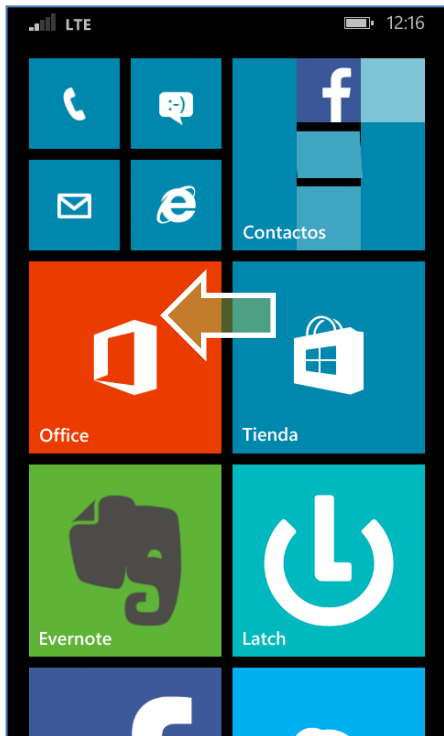 LTE 12:16
:-)
Contactos
Office
Tienda
Evernote
Latch